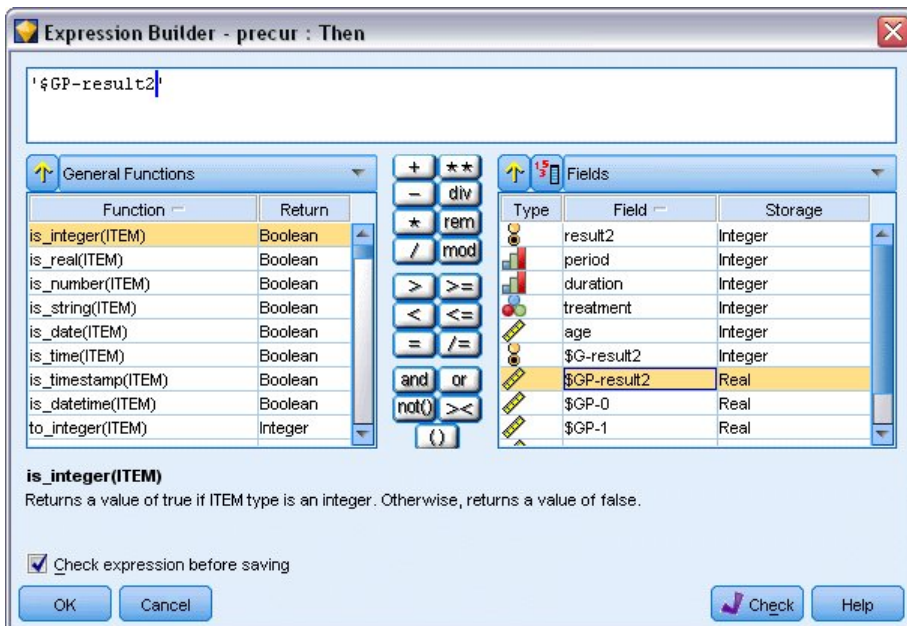 Expression Builder - precur : Then
'$GP-result2'
General Functions
Function Return
is_integer(ITEM) Boolean
is_real(ITEM) Boolean
is_number(ITEM) Boolean
is_string(ITEM) Boolean
is_date(ITEM) Boolean
is_time(ITEM) Boolean
is_timestamp(ITEM) Boolean
is_datetime(ITEM) Boolean
to_integer(ITEM) Integer
+ **
- div
* rem
/ mod
> >=
< <=
= /=
and or
not() ><
()
Fields
Type Field Storage
result2 Integer
period Integer
duration Integer
treatment Integer
age Integer
$G-result2 Integer
$GP-result2 Real
$GP-0 Real
$GP-1 Real
is_integer(ITEM)
Returns a value of true if ITEM type is an integer. Otherwise, returns a value of false.
Check expression before saving
OK Cancel Check Help